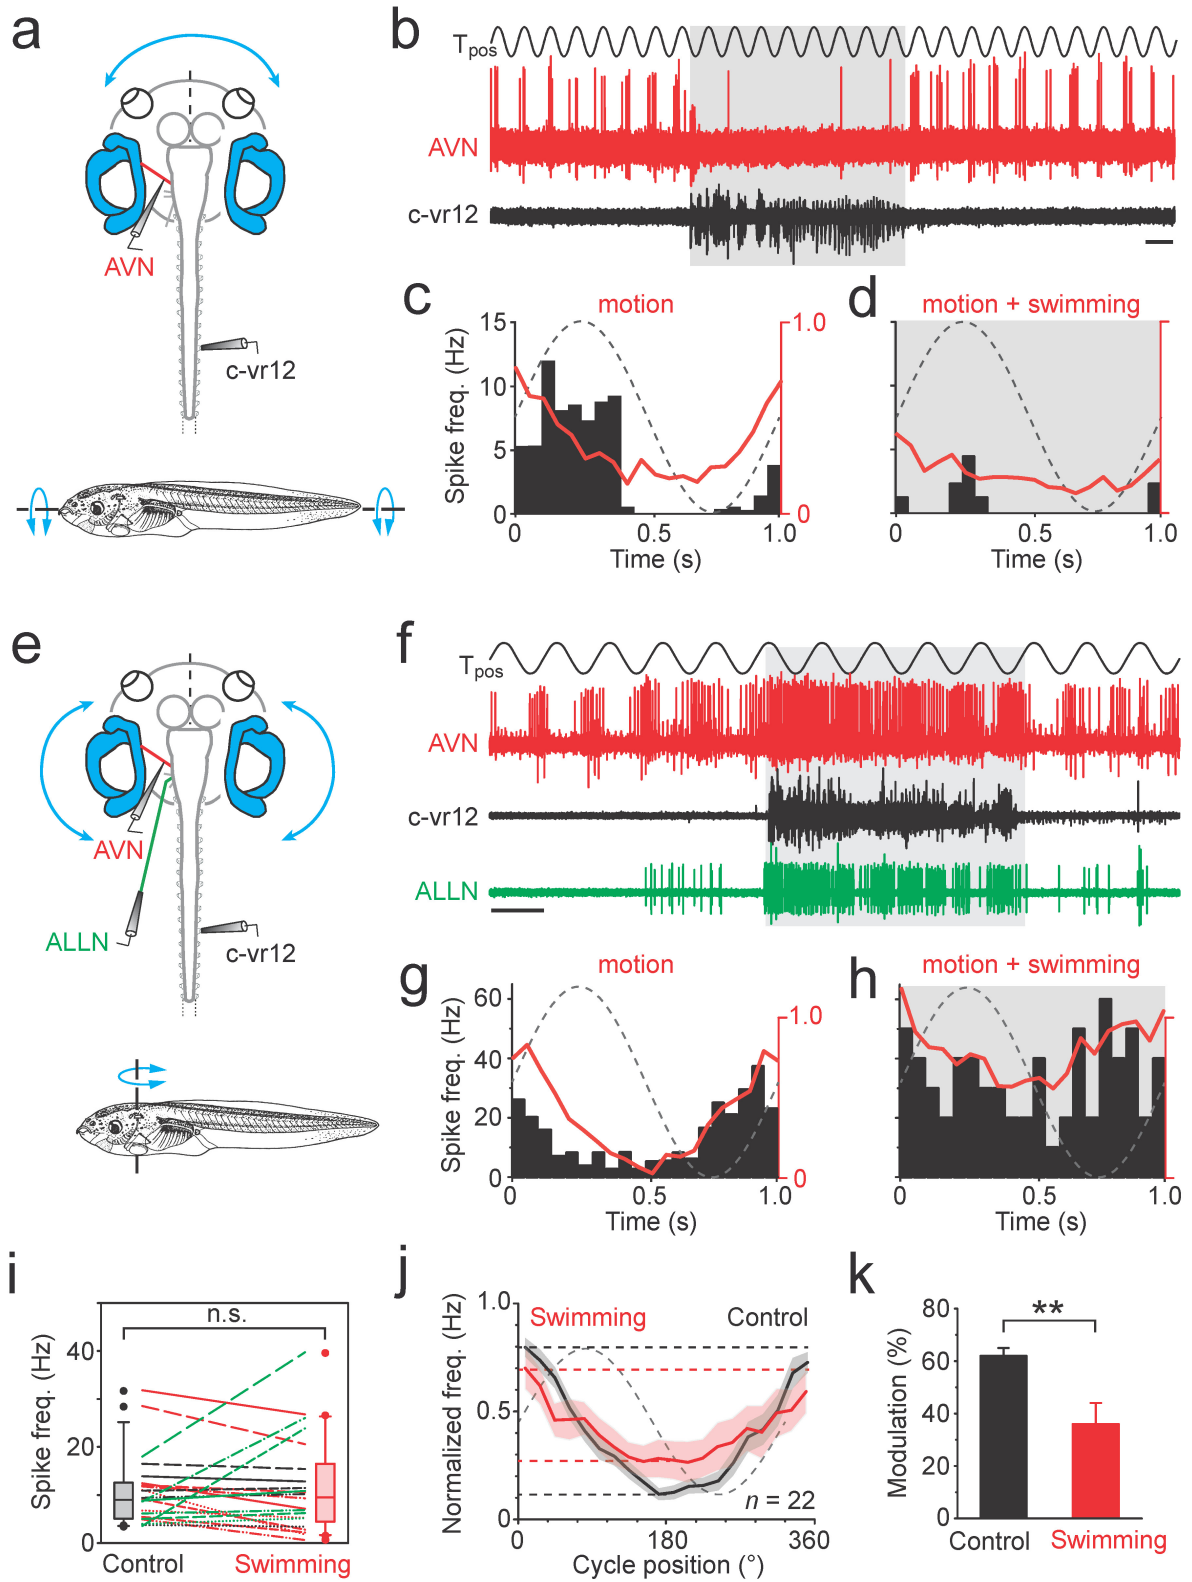 a
AVN
c-vr12
b
Tpos
AVN
c-vr12
c
motion
Spike freq. (Hz)
15
10
5
0
1.0
0
0 0.5 1.0
Time (s)
d
motion + swimming
0 0.5 1.0
Time (s)
e
AVN
ALLN
c-vr12
f
Tpos
AVN
c-vr12
ALLN
g
motion
Spike freq. (Hz)
60
40
20
0
1.0
0
0 0.5 1.0
Time (s)
h
motion + swimming
0 0.5 1.0
Time (s)
i
n.s.
Spike freq. (Hz)
40
20
0
Control Swimming
j
Normalized freq. (Hz)
1.0
0.5
0
Swimming Control
n = 22
0 180 360
Cycle position (°)
k
Modulation (%)
80
60
40
20
0
**
Control Swimming